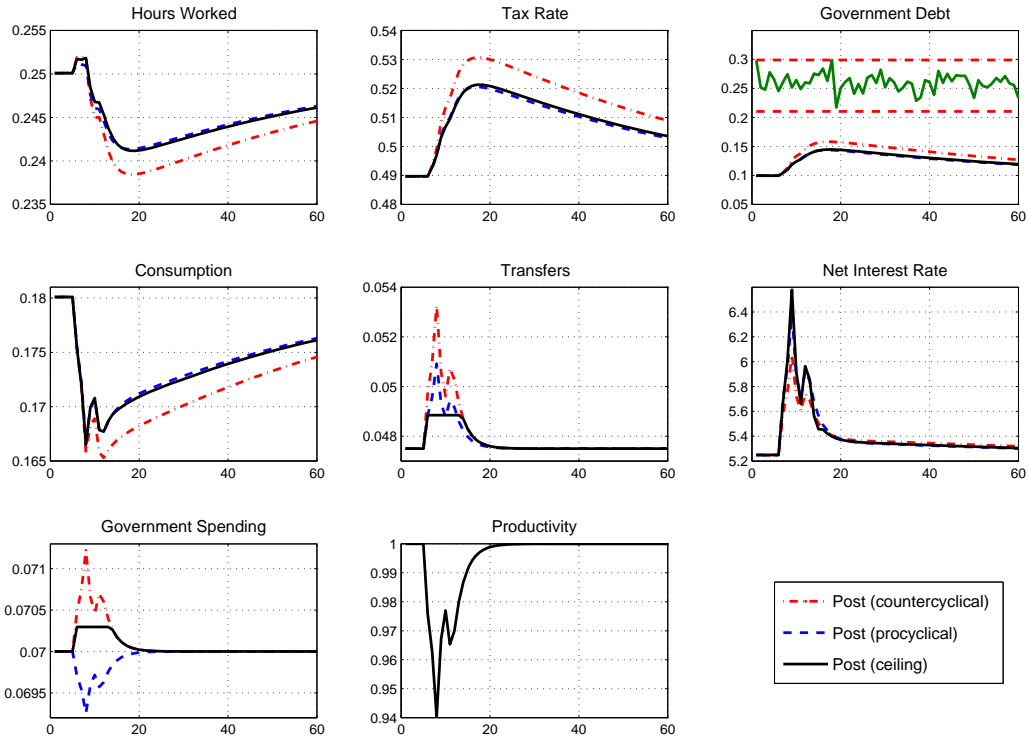 Hours Worked
0.255
0.25
0.245
0.24
0.235
0 20 40 60
Tax Rate
0.54
0.53
0.52
0.51
0.5
0.49
0.48
0 20 40 60
Government Debt
0.3
0.25
0.2
0.15
0.1
0.05
0 20 40 60
Consumption
0.18
0.175
0.17
0.165
0 20 40 60
Transfers
0.054
0.052
0.05
0.048
0 20 40 60
Net Interest Rate
6.4
6.2
6
5.8
5.6
5.4
5.2
0 20 40 60
Government Spending
0.071
0.0705
0.07
0.0695
0 20 40 60
Productivity
1
0.99
0.98
0.97
0.96
0.95
0.94
0 20 40 60
Post (countercyclical)
Post (procyclical)
Post (ceiling)